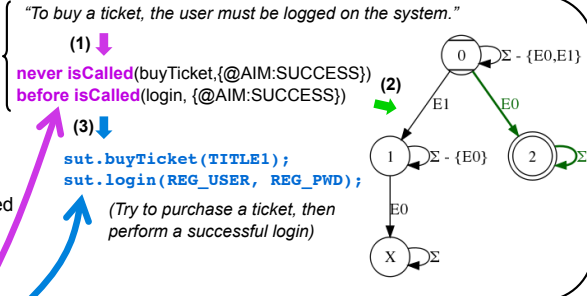 “To buy a ticket, the user must be logged on the system.”
(1)
never isCalled(buyTicket,{@AIM:SUCCESS})
before isCalled(login, {@AIM:SUCCESS})
(2)
(3)
sut.buyTicket(TITLE1);
sut.login(REG_USER, REG_PWD);
(Try to purchase a ticket, then
perform a successful login)
ed
0
Σ - {E0,E1}
E1
E0
1
Σ - {E0}
2
Σ
E0
X
Σ